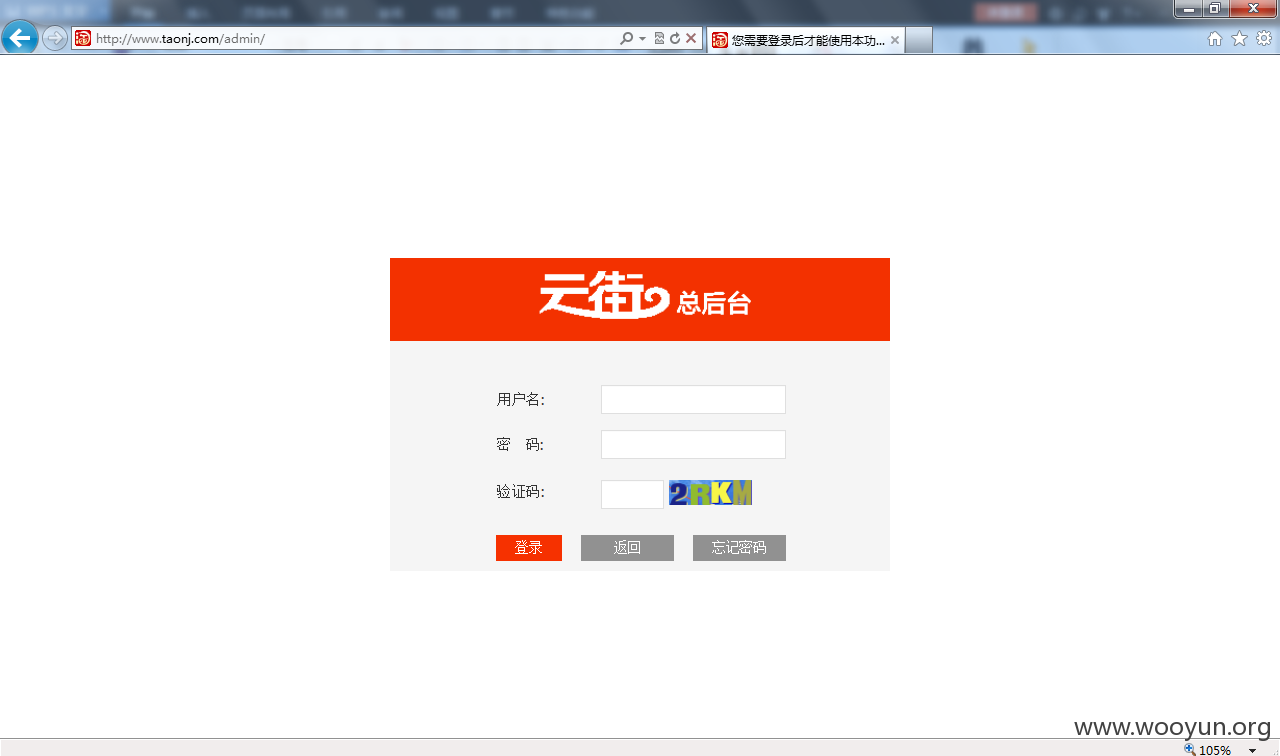 http://www.taonj.com/admin/
您需要登录后才能使用本功...
云街 总后台
用户名:
密 码:
验证码:
2RKM
登录 返回 忘记密码
www.wooyun.org
105%